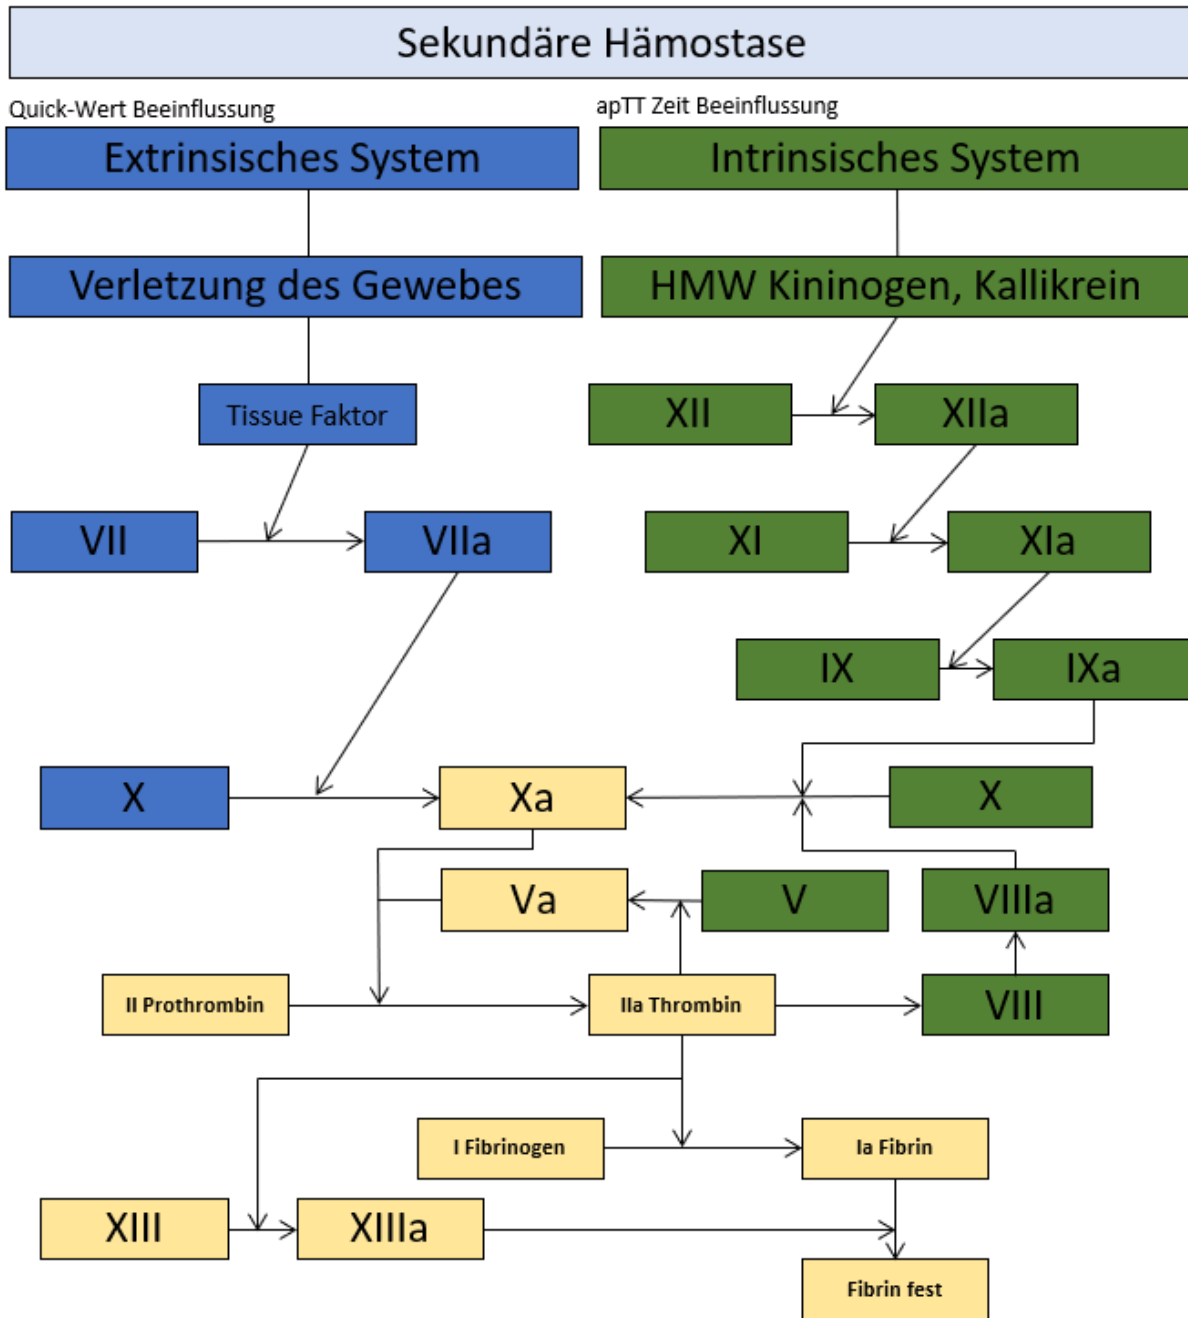 Sekundäre Hämostase
Quick-Wert Beeinflussung
apTT Zeit Beeinflussung
Extrinsisches System
Intrinsisches System
Verletzung des Gewebes
HMW Kininogen, Kallikrein
Tissue Faktor
XII
XIIa
VII
VIIa
XI
XIa
IX
IXa
X
Xa
X
Va
V
VIIIa
II Prothrombin
IIa Thrombin
VIII
I Fibrinogen
Ia Fibrin
XIII
XIIIa
Fibrin fest